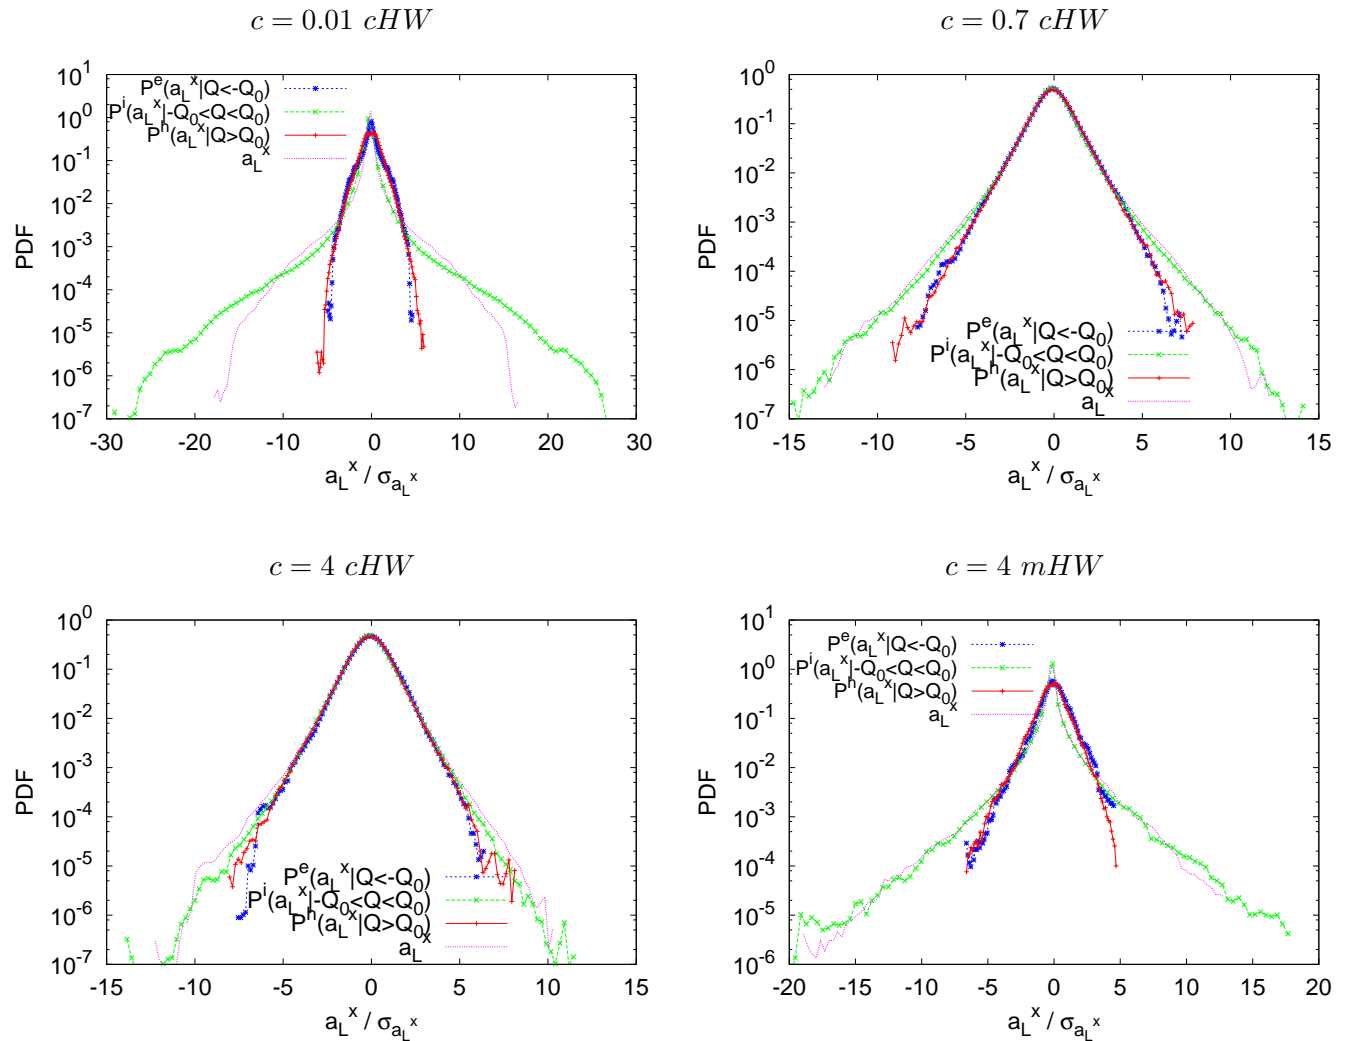 c = 0.01 cHW
10^1
10^0
10^-1
10^-2
10^-3
10^-4
10^-5
10^-6
10^-7
PDF
P^e(a_L^x|Q<-Q_0)
P^i(a_L^x|-Q_0<Q<Q_0)
P^h(a_L^x|Q>Q_0)
a_L^x
-30 -20 -10 0 10 20 30
a_L^x / σ_{a_L^x}
c = 0.7 cHW
10^0
10^-1
10^-2
10^-3
10^-4
10^-5
10^-6
10^-7
PDF
P^e(a_L^x|Q<-Q_0)
P^i(a_L^x|-Q_0<Q<Q_0)
P^h(a_L^x|Q>Q_0)
a_L^x
-15 -10 -5 0 5 10 15
a_L^x / σ_{a_L^x}
c = 4 cHW
10^0
10^-1
10^-2
10^-3
10^-4
10^-5
10^-6
10^-7
PDF
P^e(a_L^x|Q<-Q_0)
P^i(a_L^x|-Q_0<Q<Q_0)
P^h(a_L^x|Q>Q_0)
a_L^x
-15 -10 -5 0 5 10 15
a_L^x / σ_{a_L^x}
c = 4 mHW
10^1
10^0
10^-1
10^-2
10^-3
10^-4
10^-5
10^-6
PDF
P^e(a_L^x|Q<-Q_0)
P^i(a_L^x|-Q_0<Q<Q_0)
P^h(a_L^x|Q>Q_0)
a_L^x
-20 -15 -10 -5 0 5 10 15 20
a_L^x / σ_{a_L^x}